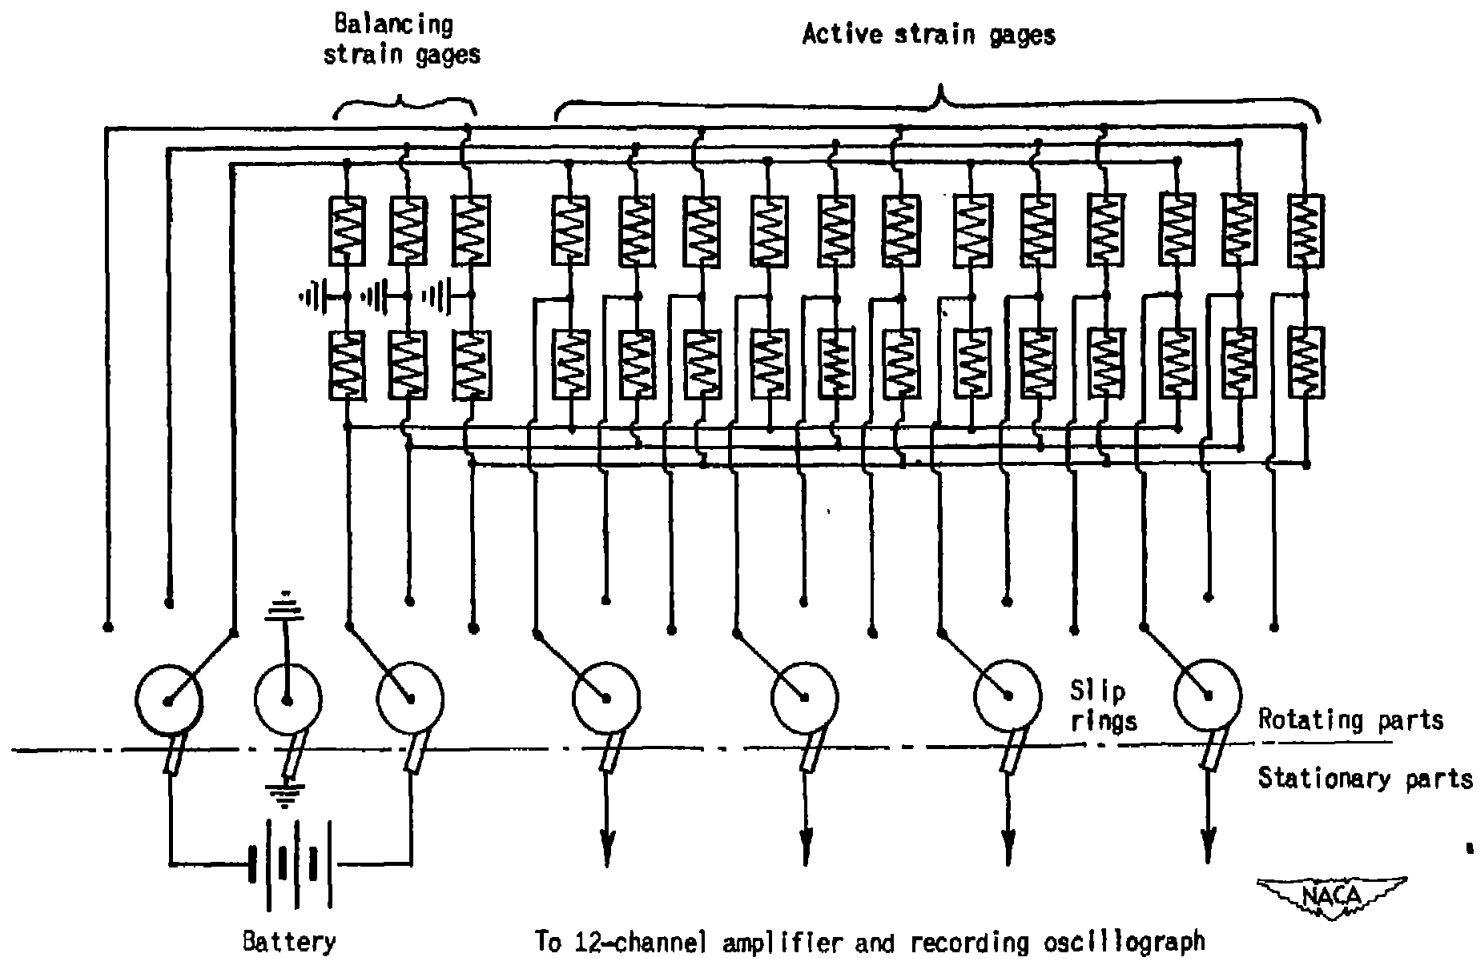 Balancing
strain gages
Active strain gages
Slip
rings
Rotating parts
Stationary parts
NACA
Battery
To 12-channel amplifier and recording oscillograph